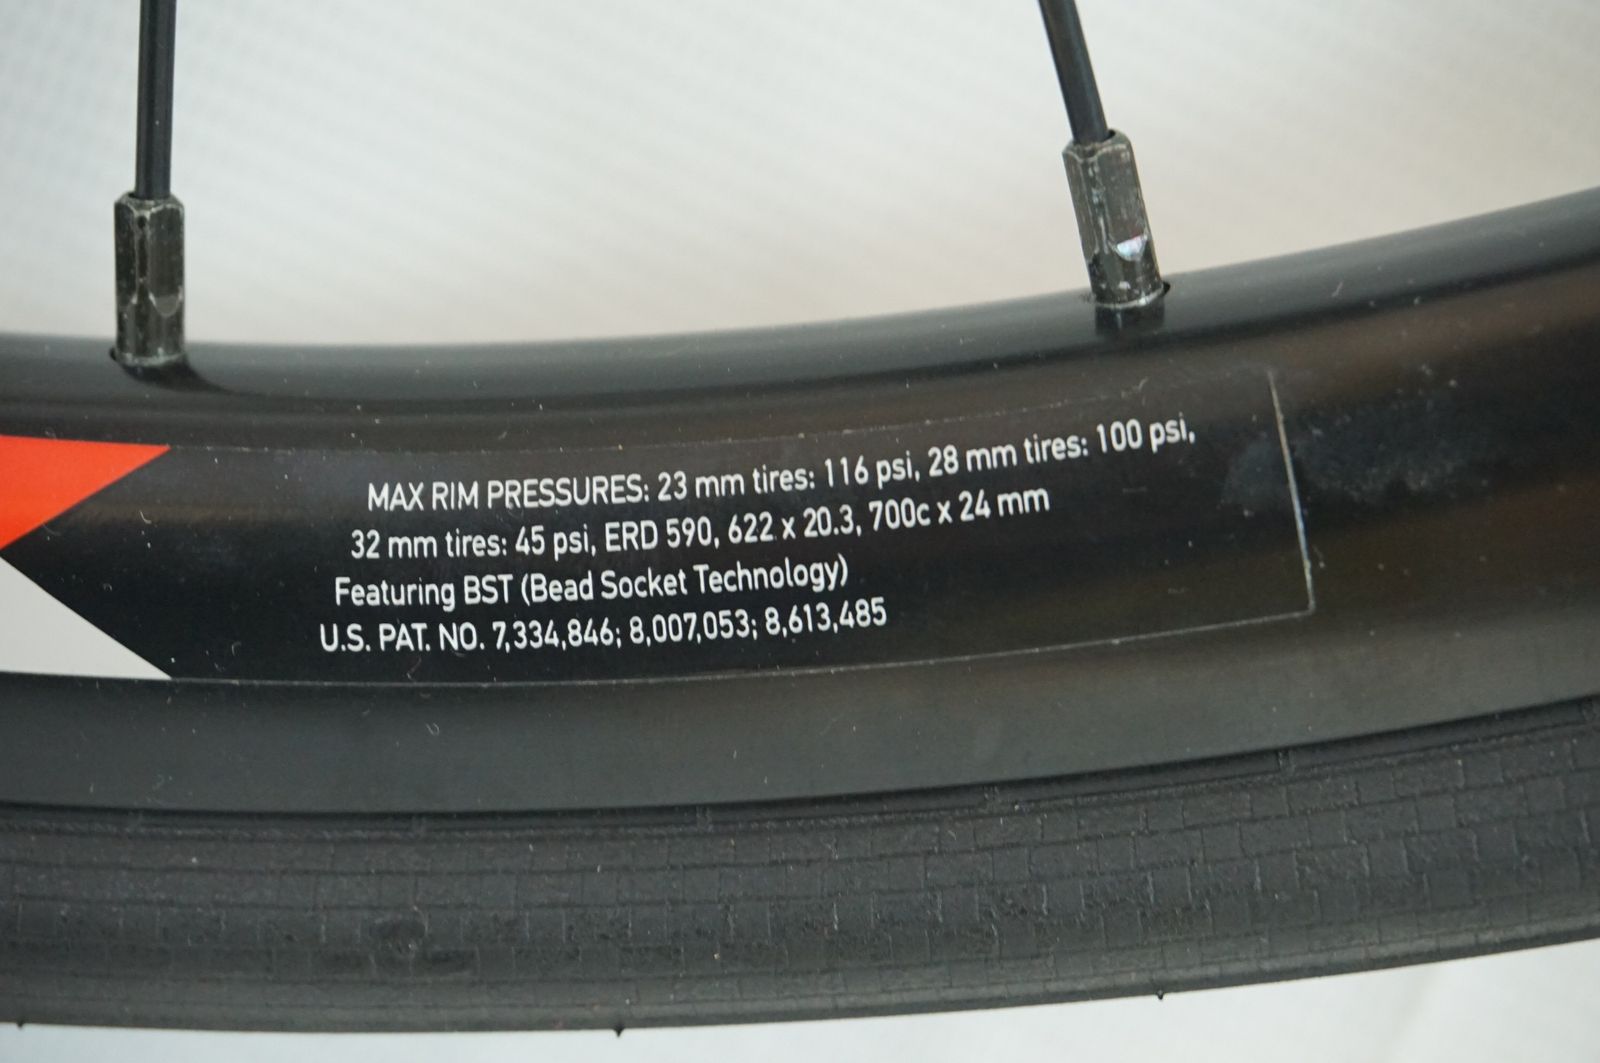 MAX RIM PRESSURES: 23 mm tires: 116 psi, 28 mm tires: 100 psi,
32 mm tires: 45 psi, ERD 590, 622 x 20.3, 700c x 24 mm
Featuring BST (Bead Socket Technology)
U.S. PAT. NO. 7,334,846; 8,007,053; 8,613,485